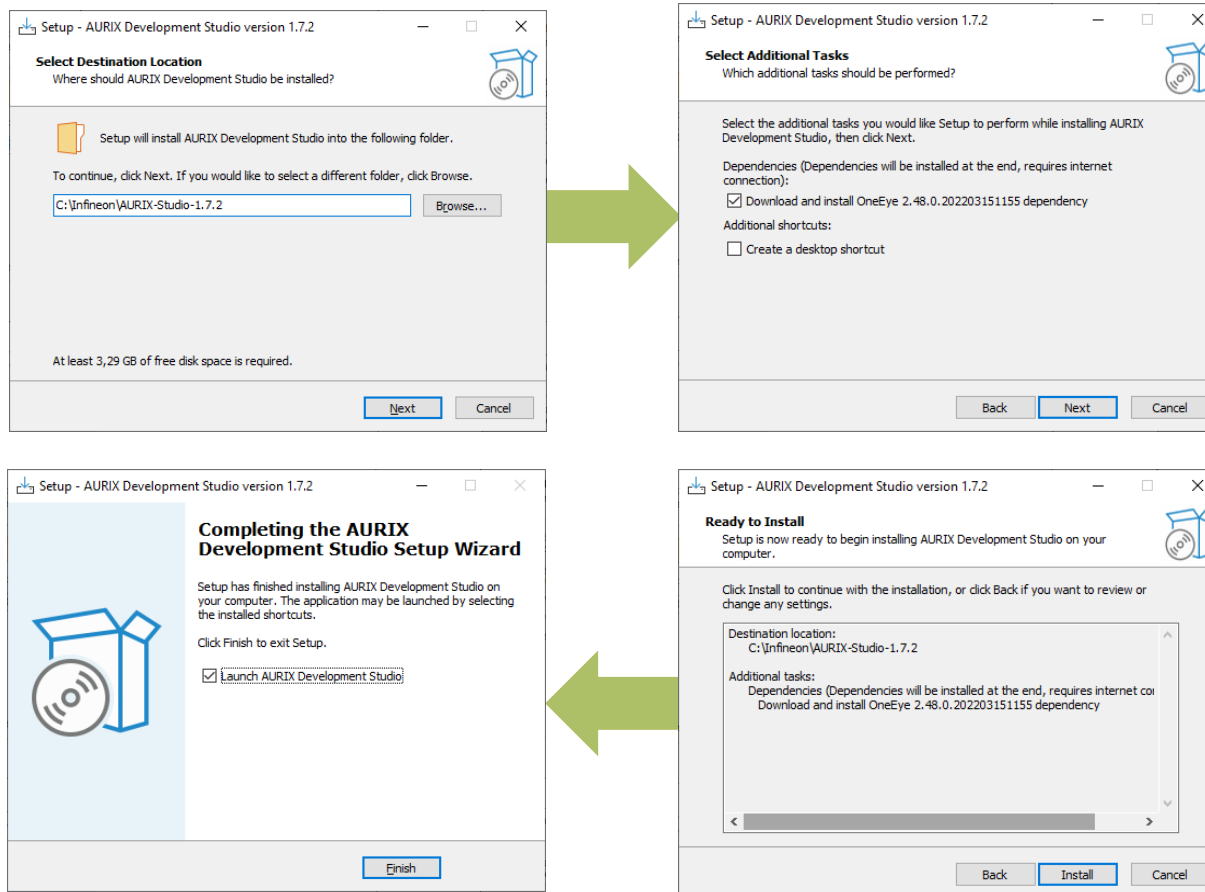 Setup - AURIX Development Studio version 1.7.2
Select Destination Location
Where should AURIX Development Studio be installed?
Setup will install AURIX Development Studio into the following folder.
To continue, click Next. If you would like to select a different folder, click Browse.
C:\Infineon\AURIX-Studio-1.7.2
Browse...
At least 3,29 GB of free disk space is required.
Next
Cancel
Setup - AURIX Development Studio version 1.7.2
Select Additional Tasks
Which additional tasks should be performed?
Select the additional tasks you would like Setup to perform while installing AURIX
Development Studio, then click Next.
Dependencies (Dependencies will be installed at the end, requires internet
connection):
Download and install OneEye 2.48.0.202203151155 dependency
Additional shortcuts:
Create a desktop shortcut
Back
Next
Cancel
Setup - AURIX Development Studio version 1.7.2
Completing the AURIX
Development Studio Setup Wizard
Setup has finished installing AURIX Development Studio on
your computer. The application may be launched by selecting
the installed shortcuts.
Click Finish to exit Setup.
Launch AURIX Development Studio
Finish
Setup - AURIX Development Studio version 1.7.2
Ready to Install
Setup is now ready to begin installing AURIX Development Studio on your
computer.
Click Install to continue with the installation, or click Back if you want to review or
change any settings.
Destination location:
C:\Infineon\AURIX-Studio-1.7.2
Additional tasks:
Dependencies (Dependencies will be installed at the end, requires internet con
Download and install OneEye 2.48.0.202203151155 dependency
Back
Install
Cancel